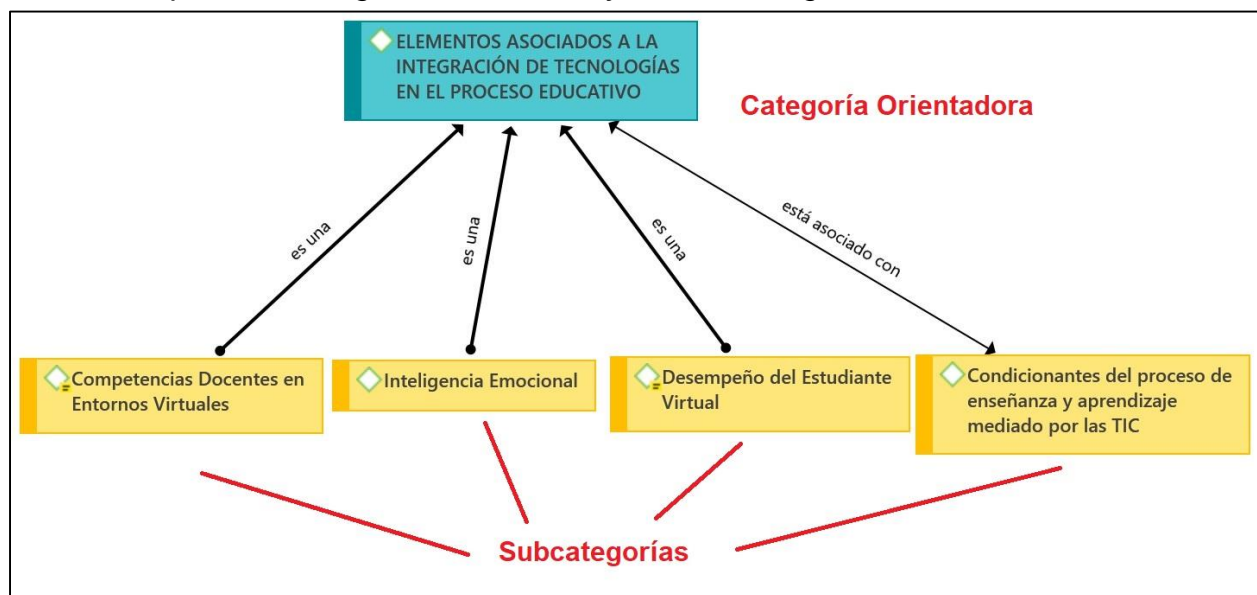 ELEMENTOS ASOCIADOS A LA
INTEGRACIÓN DE TECNOLOGÍAS
EN EL PROCESO EDUCATIVO
Categoría Orientadora
es una
es una
es una
está asociado con
Competencias Docentes en
Entornos Virtuales
Inteligencia Emocional
Desempeño del Estudiante
Virtual
Condicionantes del proceso de
enseñanza y aprendizaje
mediado por las TIC
Subcategorías